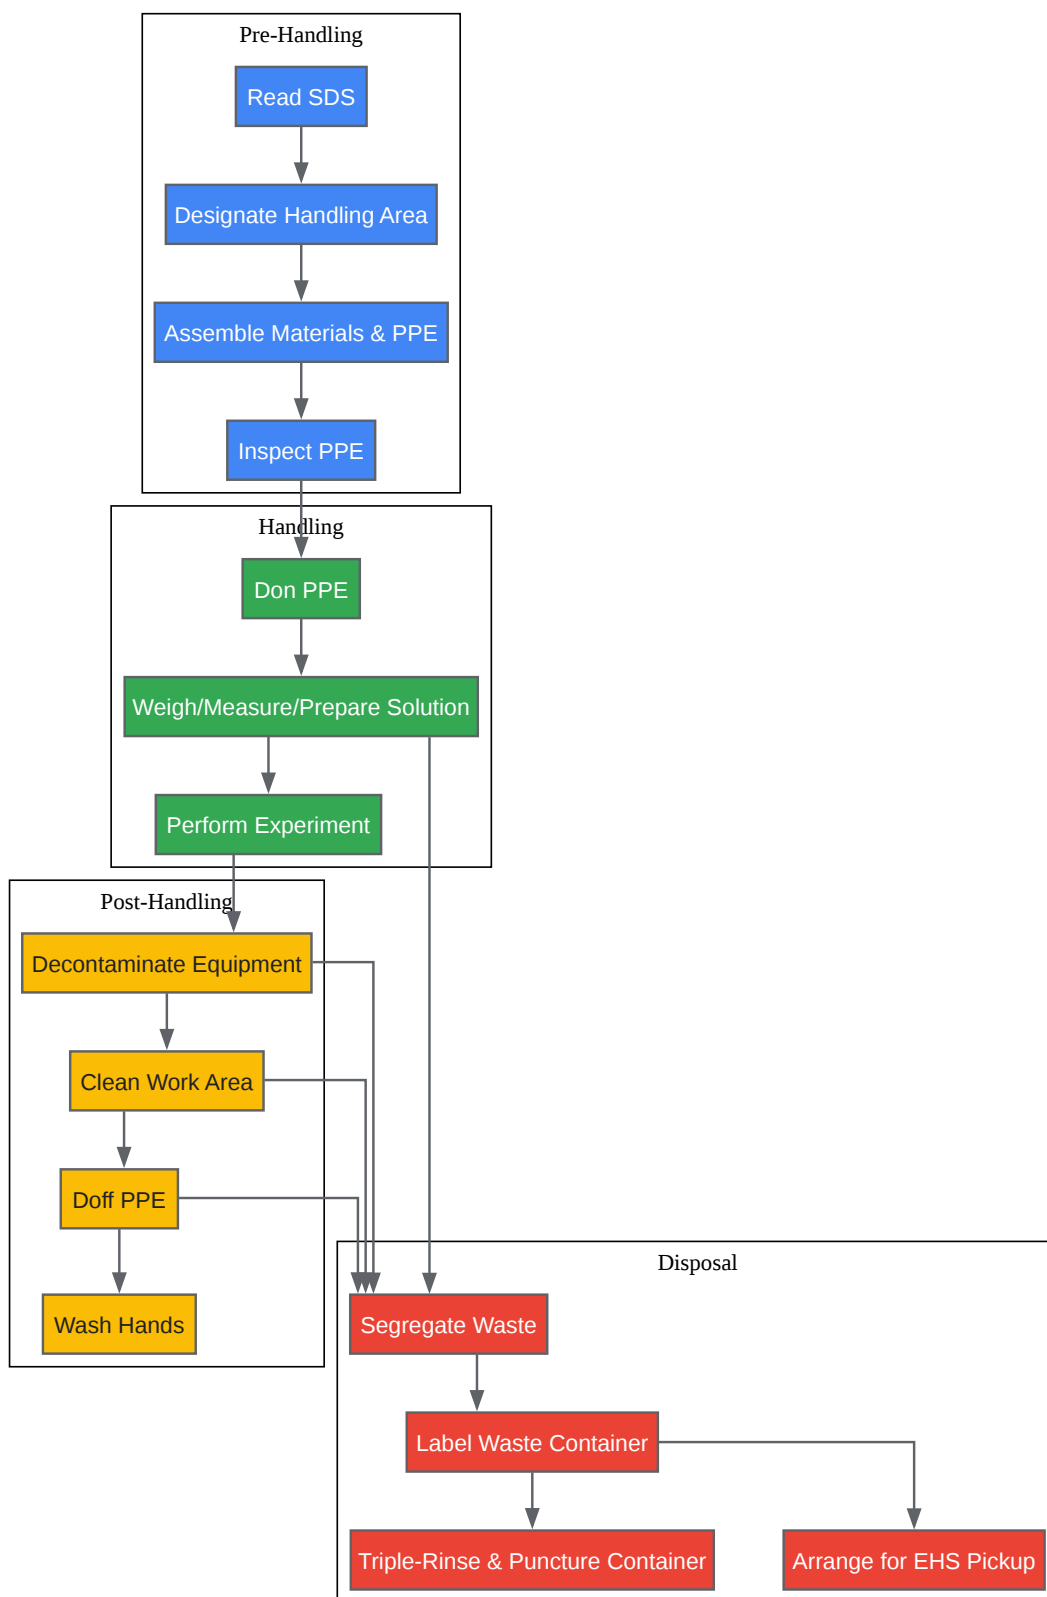 Pre-Handling
Read SDS
Designate Handling Area
Assemble Materials & PPE
Inspect PPE
Handling
Don PPE
Weigh/Measure/Prepare Solution
Perform Experiment
Post-Handling
Decontaminate Equipment
Clean Work Area
Doff PPE
Wash Hands
Disposal
Segregate Waste
Label Waste Container
Triple-Rinse & Puncture Container
Arrange for EHS Pickup